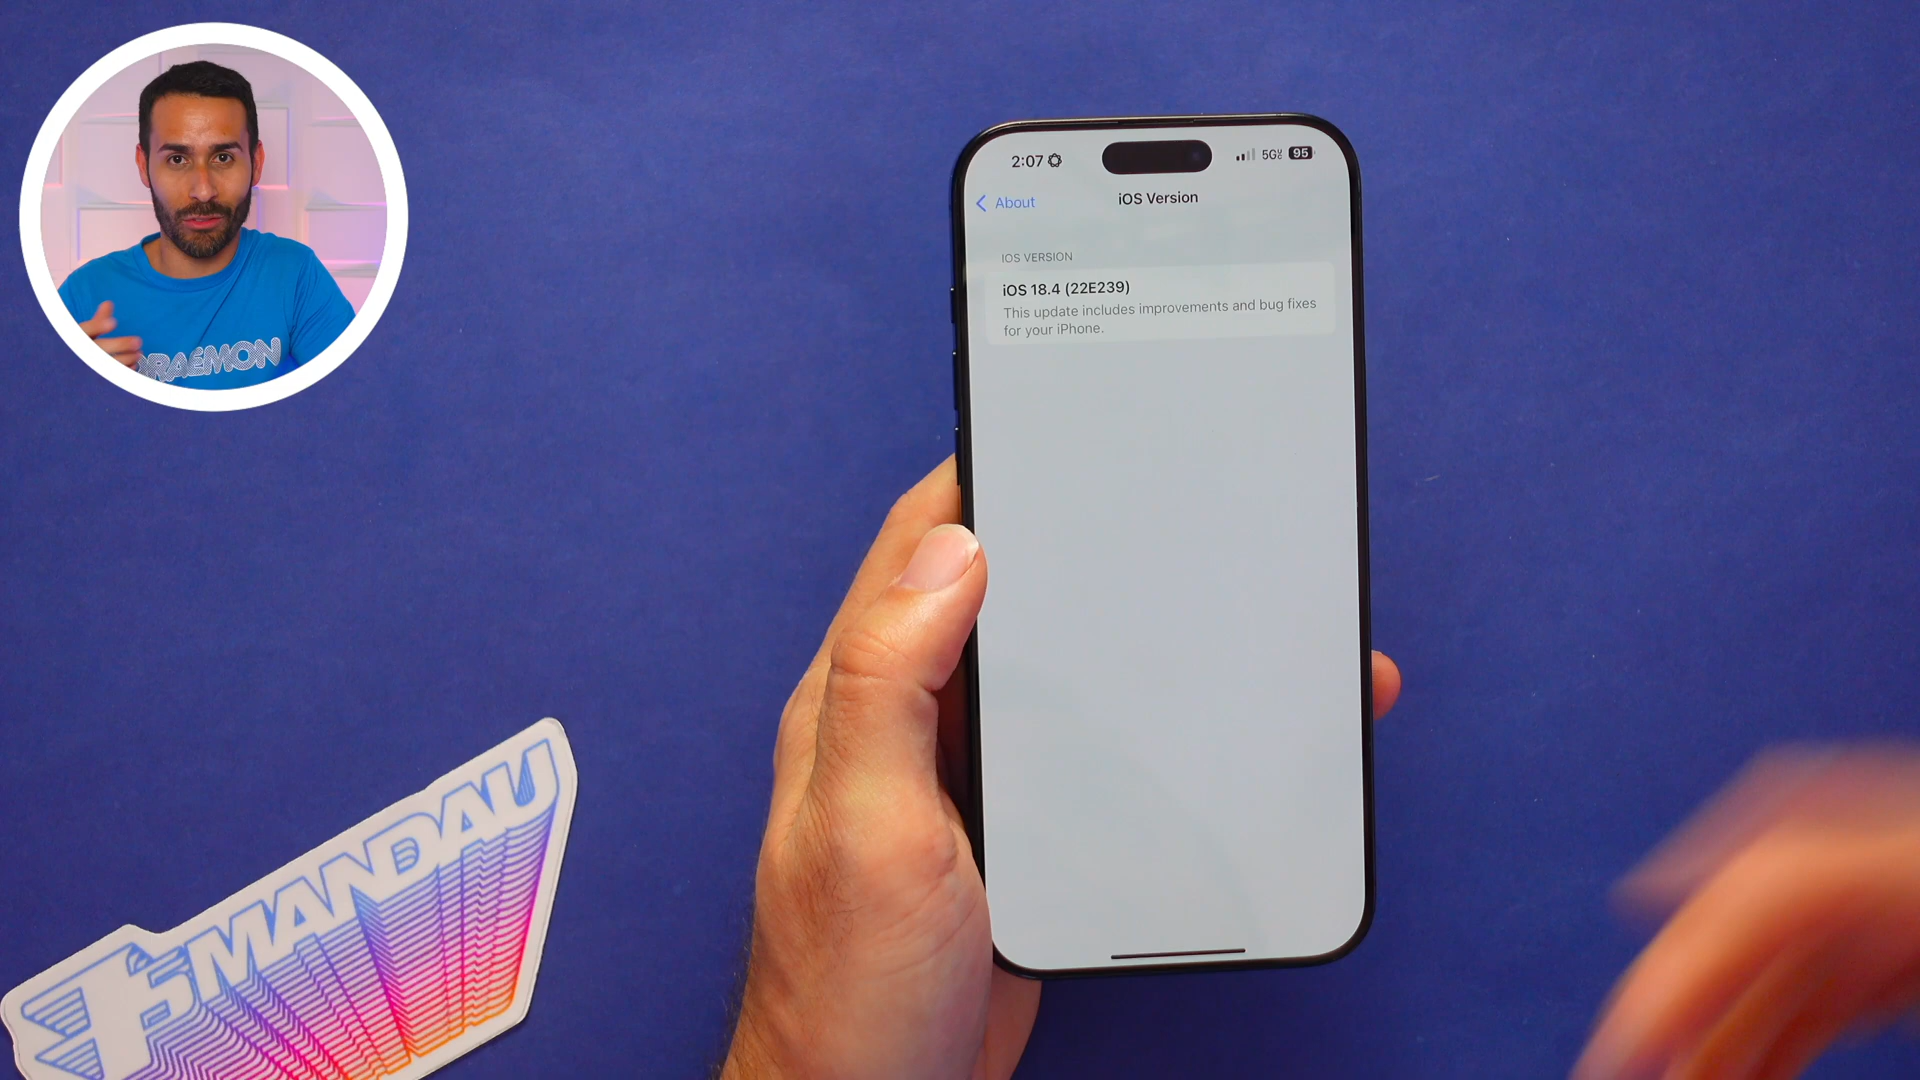 DRAEMON
2:07
5G 95
About
iOS Version
IOS VERSION
iOS 18.4 (22E239)
This update includes improvements and bug fixes
for your iPhone.
MANDAU